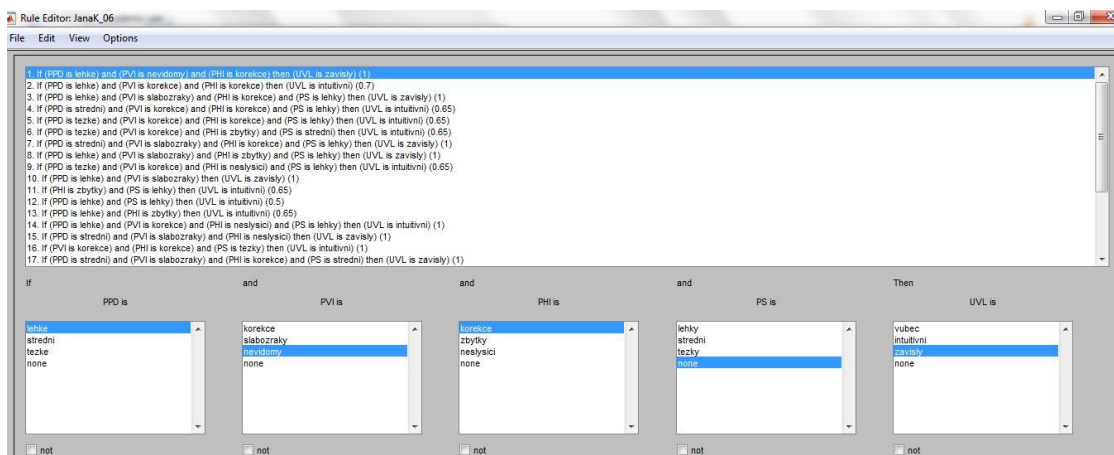 Rule Editor: JanaK_06
File Edit View Options
1. If (PPD is lehke) and (PVI is nevidomy) and (PHI is korekce) then (UVL is zavisly) (1)
2. If (PPD is lehke) and (PVI is korekce) and (PHI is korekce) then (UVL is intuitivni) (0.7)
3. If (PPD is lehke) and (PVI is slabozraky) and (PHI is korekce) and (PS is lehky) then (UVL is zavisly) (1)
4. If (PPD is stredni) and (PVI is korekce) and (PHI is korekce) and (PS is lehky) then (UVL is intuitivni) (0.65)
5. If (PPD is tezke) and (PVI is korekce) and (PHI is korekce) and (PS is lehky) then (UVL is intuitivni) (0.65)
6. If (PPD is tezke) and (PVI is korekce) and (PHI is zbytky) and (PS is stredni) then (UVL is intuitivni) (0.65)
7. If (PPD is stredni) and (PVI is slabozraky) and (PHI is korekce) and (PS is lehky) then (UVL is zavisly) (1)
8. If (PPD is lehke) and (PVI is slabozraky) and (PHI is zbytky) and (PS is lehky) then (UVL is zavisly) (1)
9. If (PPD is tezke) and (PVI is korekce) and (PHI is neslysici) and (PS is lehky) then (UVL is intuitivni) (0.65)
10. If (PPD is lehke) and (PVI is slabozraky) then (UVL is zavisly) (1)
11. If (PHI is zbytky) and (PS is lehky) then (UVL is intuitivni) (0.65)
12. If (PPD is lehke) and (PS is lehky) then (UVL is intuitivni) (0.5)
13. If (PPD is lehke) and (PHI is zbytky) then (UVL is intuitivni) (0.65)
14. If (PPD is lehke) and (PVI is korekce) and (PHI is neslysici) and (PS is lehky) then (UVL is intuitivni) (1)
15. If (PPD is stredni) and (PVI is slabozraky) and (PHI is neslysici) then (UVL is zavisly) (1)
16. If (PVI is korekce) and (PHI is korekce) and (PS is tezky) then (UVL is intuitivni) (1)
17. If (PPD is stredni) and (PVI is slabozraky) and (PHI is korekce) and (PS is stredni) then (UVL is zavisly) (1)
If and and and Then
PPD is PVI is PHI is PS is UVL is
lehke korekce korekce lehky vubec
stredni slabozraky zbytky stredni intuitivni
tezke nevidomy neslysici tezky zavisly
none none none none none
not not not not not